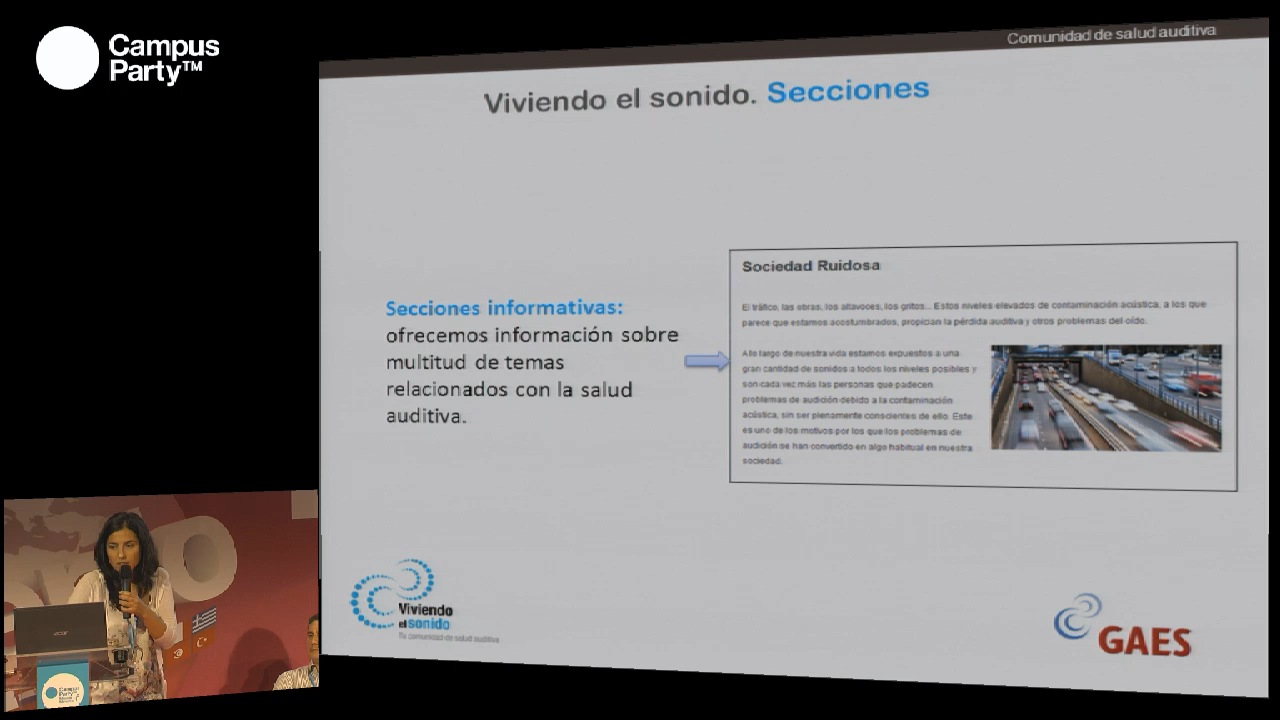 Campus
Party™
Comunidad de salud auditiva
Viviendo el sonido. Secciones
Secciones informativas:
ofrecemos información sobre
multitud de temas
relacionados con la salud
auditiva.
Sociedad Ruidosa
El tráfico, las obras, los altavoces, los gritos... Estos niveles elevados de contaminación acústica, a los que
parece que estamos acostumbrados, propician la pérdida auditiva y otros problemas del oído.
A lo largo de nuestra vida estamos expuestos a una
gran cantidad de sonidos a todos los niveles posibles y
son cada vez más las personas que padecen
problemas de audición debido a la contaminación
acústica, sin ser plenamente conscientes de ello. Este
es uno de los motivos por los que los problemas de
audición se han convertido en algo habitual en nuestra
sociedad.
Viviendo
el sonido
Tu comunidad de salud auditiva
GAES
acer
Campus
Party